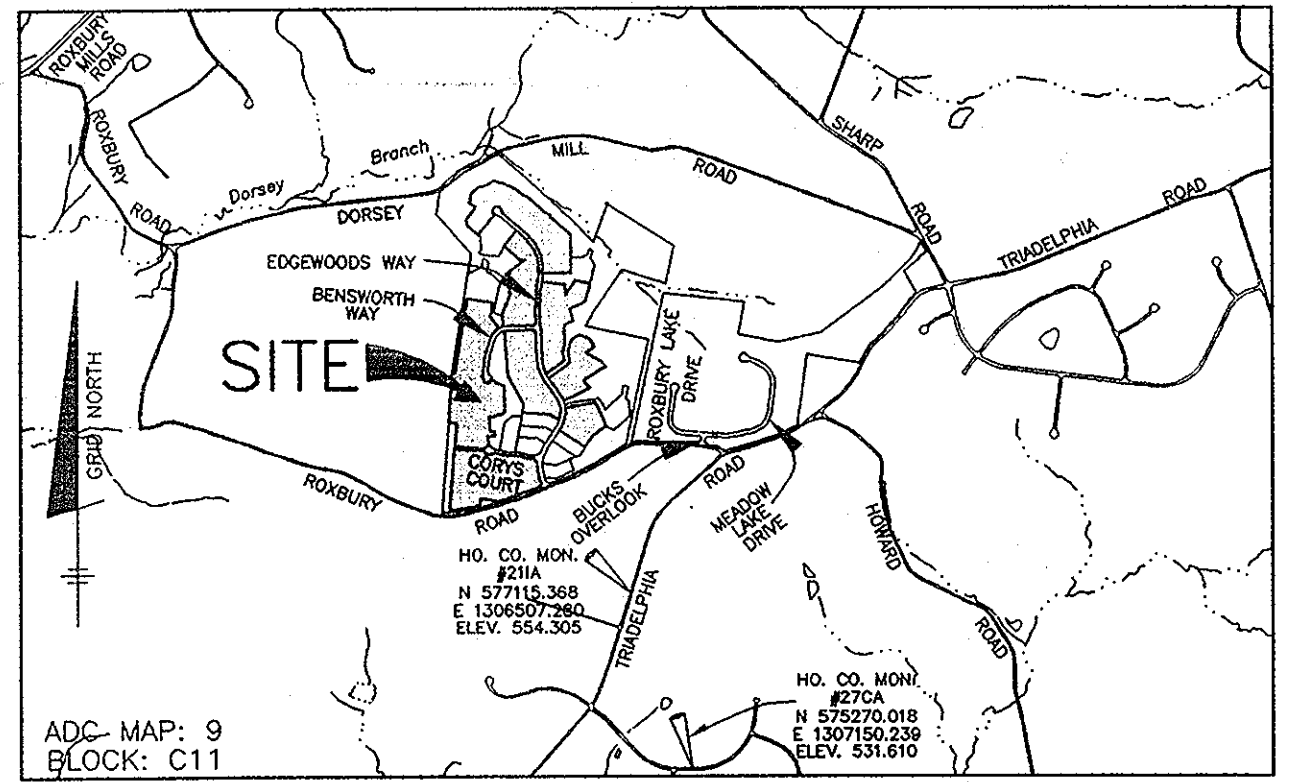 ROXBURY
MILLS
ROAD
ROXBURY
ROAD
Dorsey
Branch
DORSEY
MILL
ROAD
SHARP
ROAD
TRIADELPHIA
ROAD
EDGEWOODS WAY
BENSWORTH
WAY
SITE
GRID NORTH
ROXBURY LAKE
DRIVE
CORYS
COURT
ROXBURY
ROAD
BUCKS
OVERLOOK
ROAD
MEADOW
LAKE
DRIVE
HOWARD
ROAD
TRIADELPHIA
HO. CO. MON.
#21IA
N 577115.368
E 1306507.280
ELEV. 554.305
HO. CO. MON.
#27CA
N 575270.018
E 1307150.239
ELEV. 531.610
ADC MAP: 9
BLOCK: C11